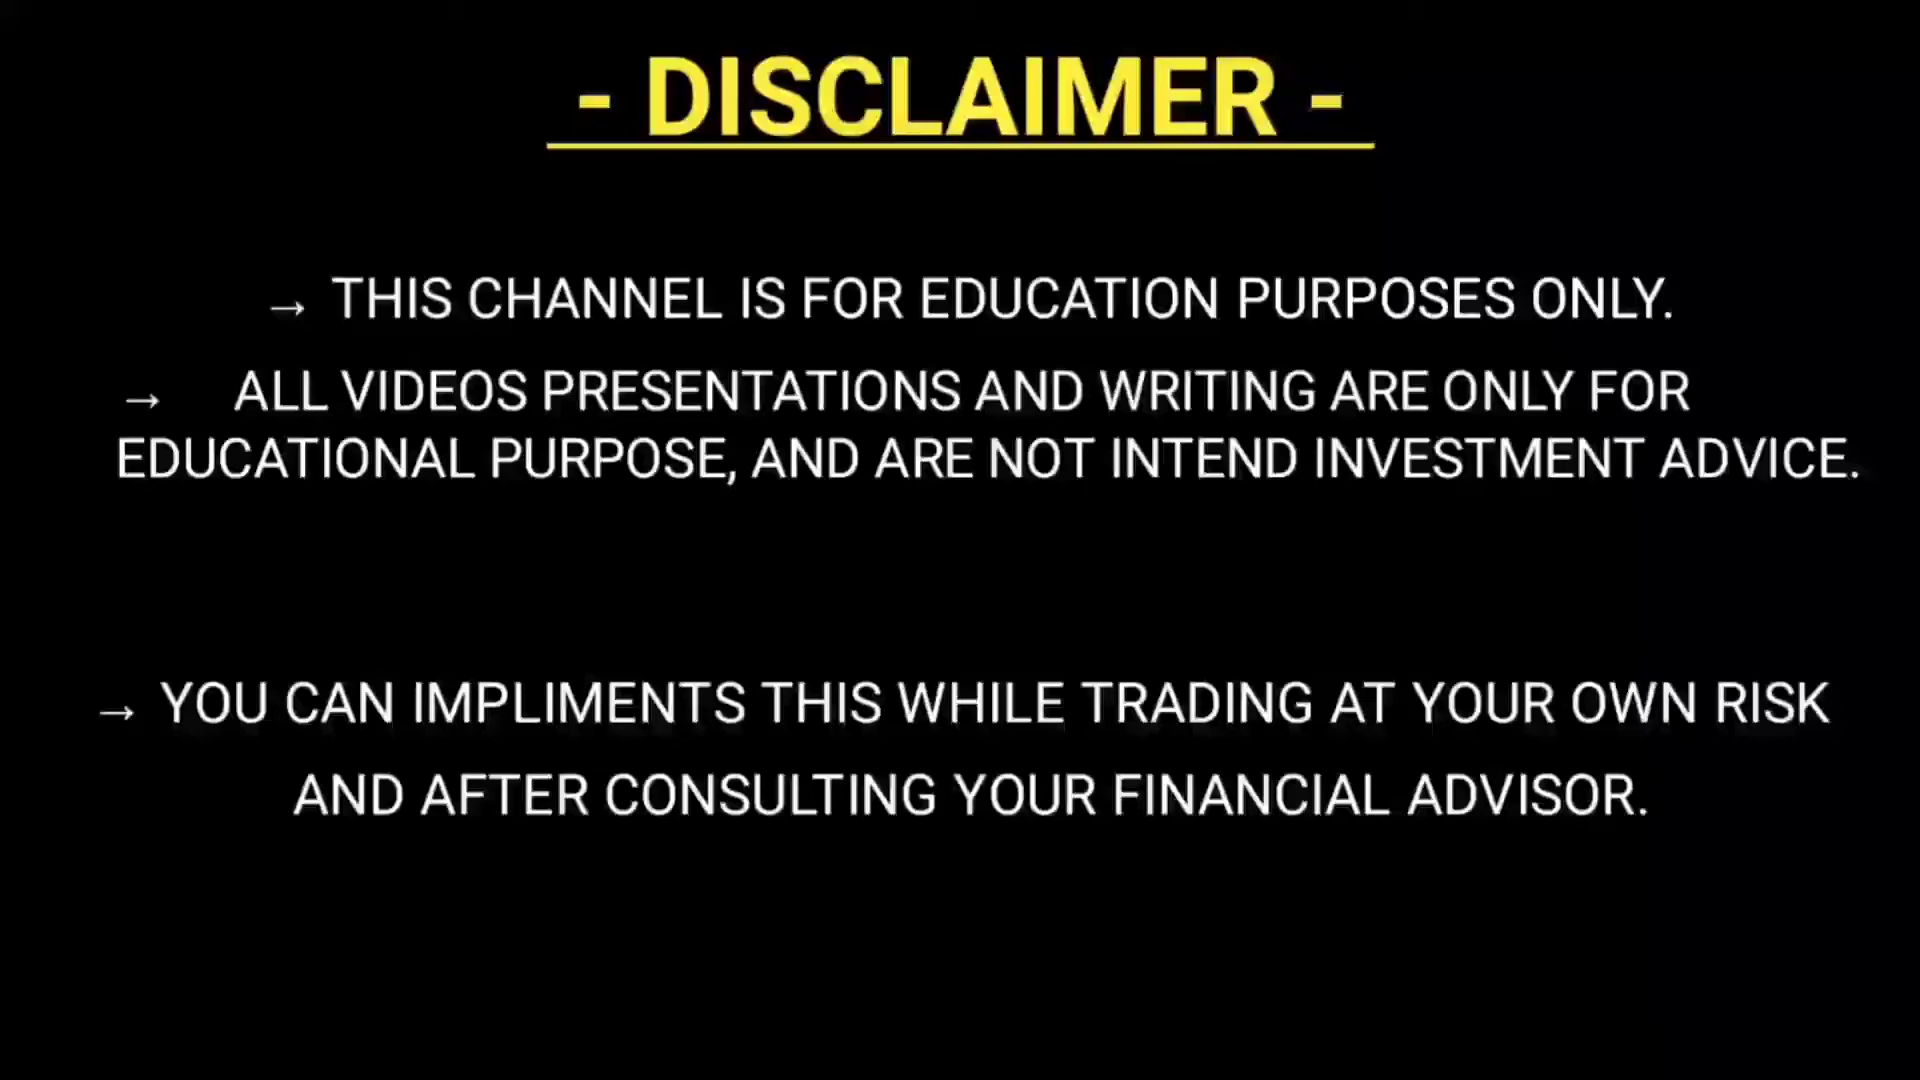 - DISCLAIMER -
→ THIS CHANNEL IS FOR EDUCATION PURPOSES ONLY.
→ ALL VIDEOS PRESENTATIONS AND WRITING ARE ONLY FOR
EDUCATIONAL PURPOSE, AND ARE NOT INTEND INVESTMENT ADVICE.
→ YOU CAN IMPLIMENTS THIS WHILE TRADING AT YOUR OWN RISK
AND AFTER CONSULTING YOUR FINANCIAL ADVISOR.